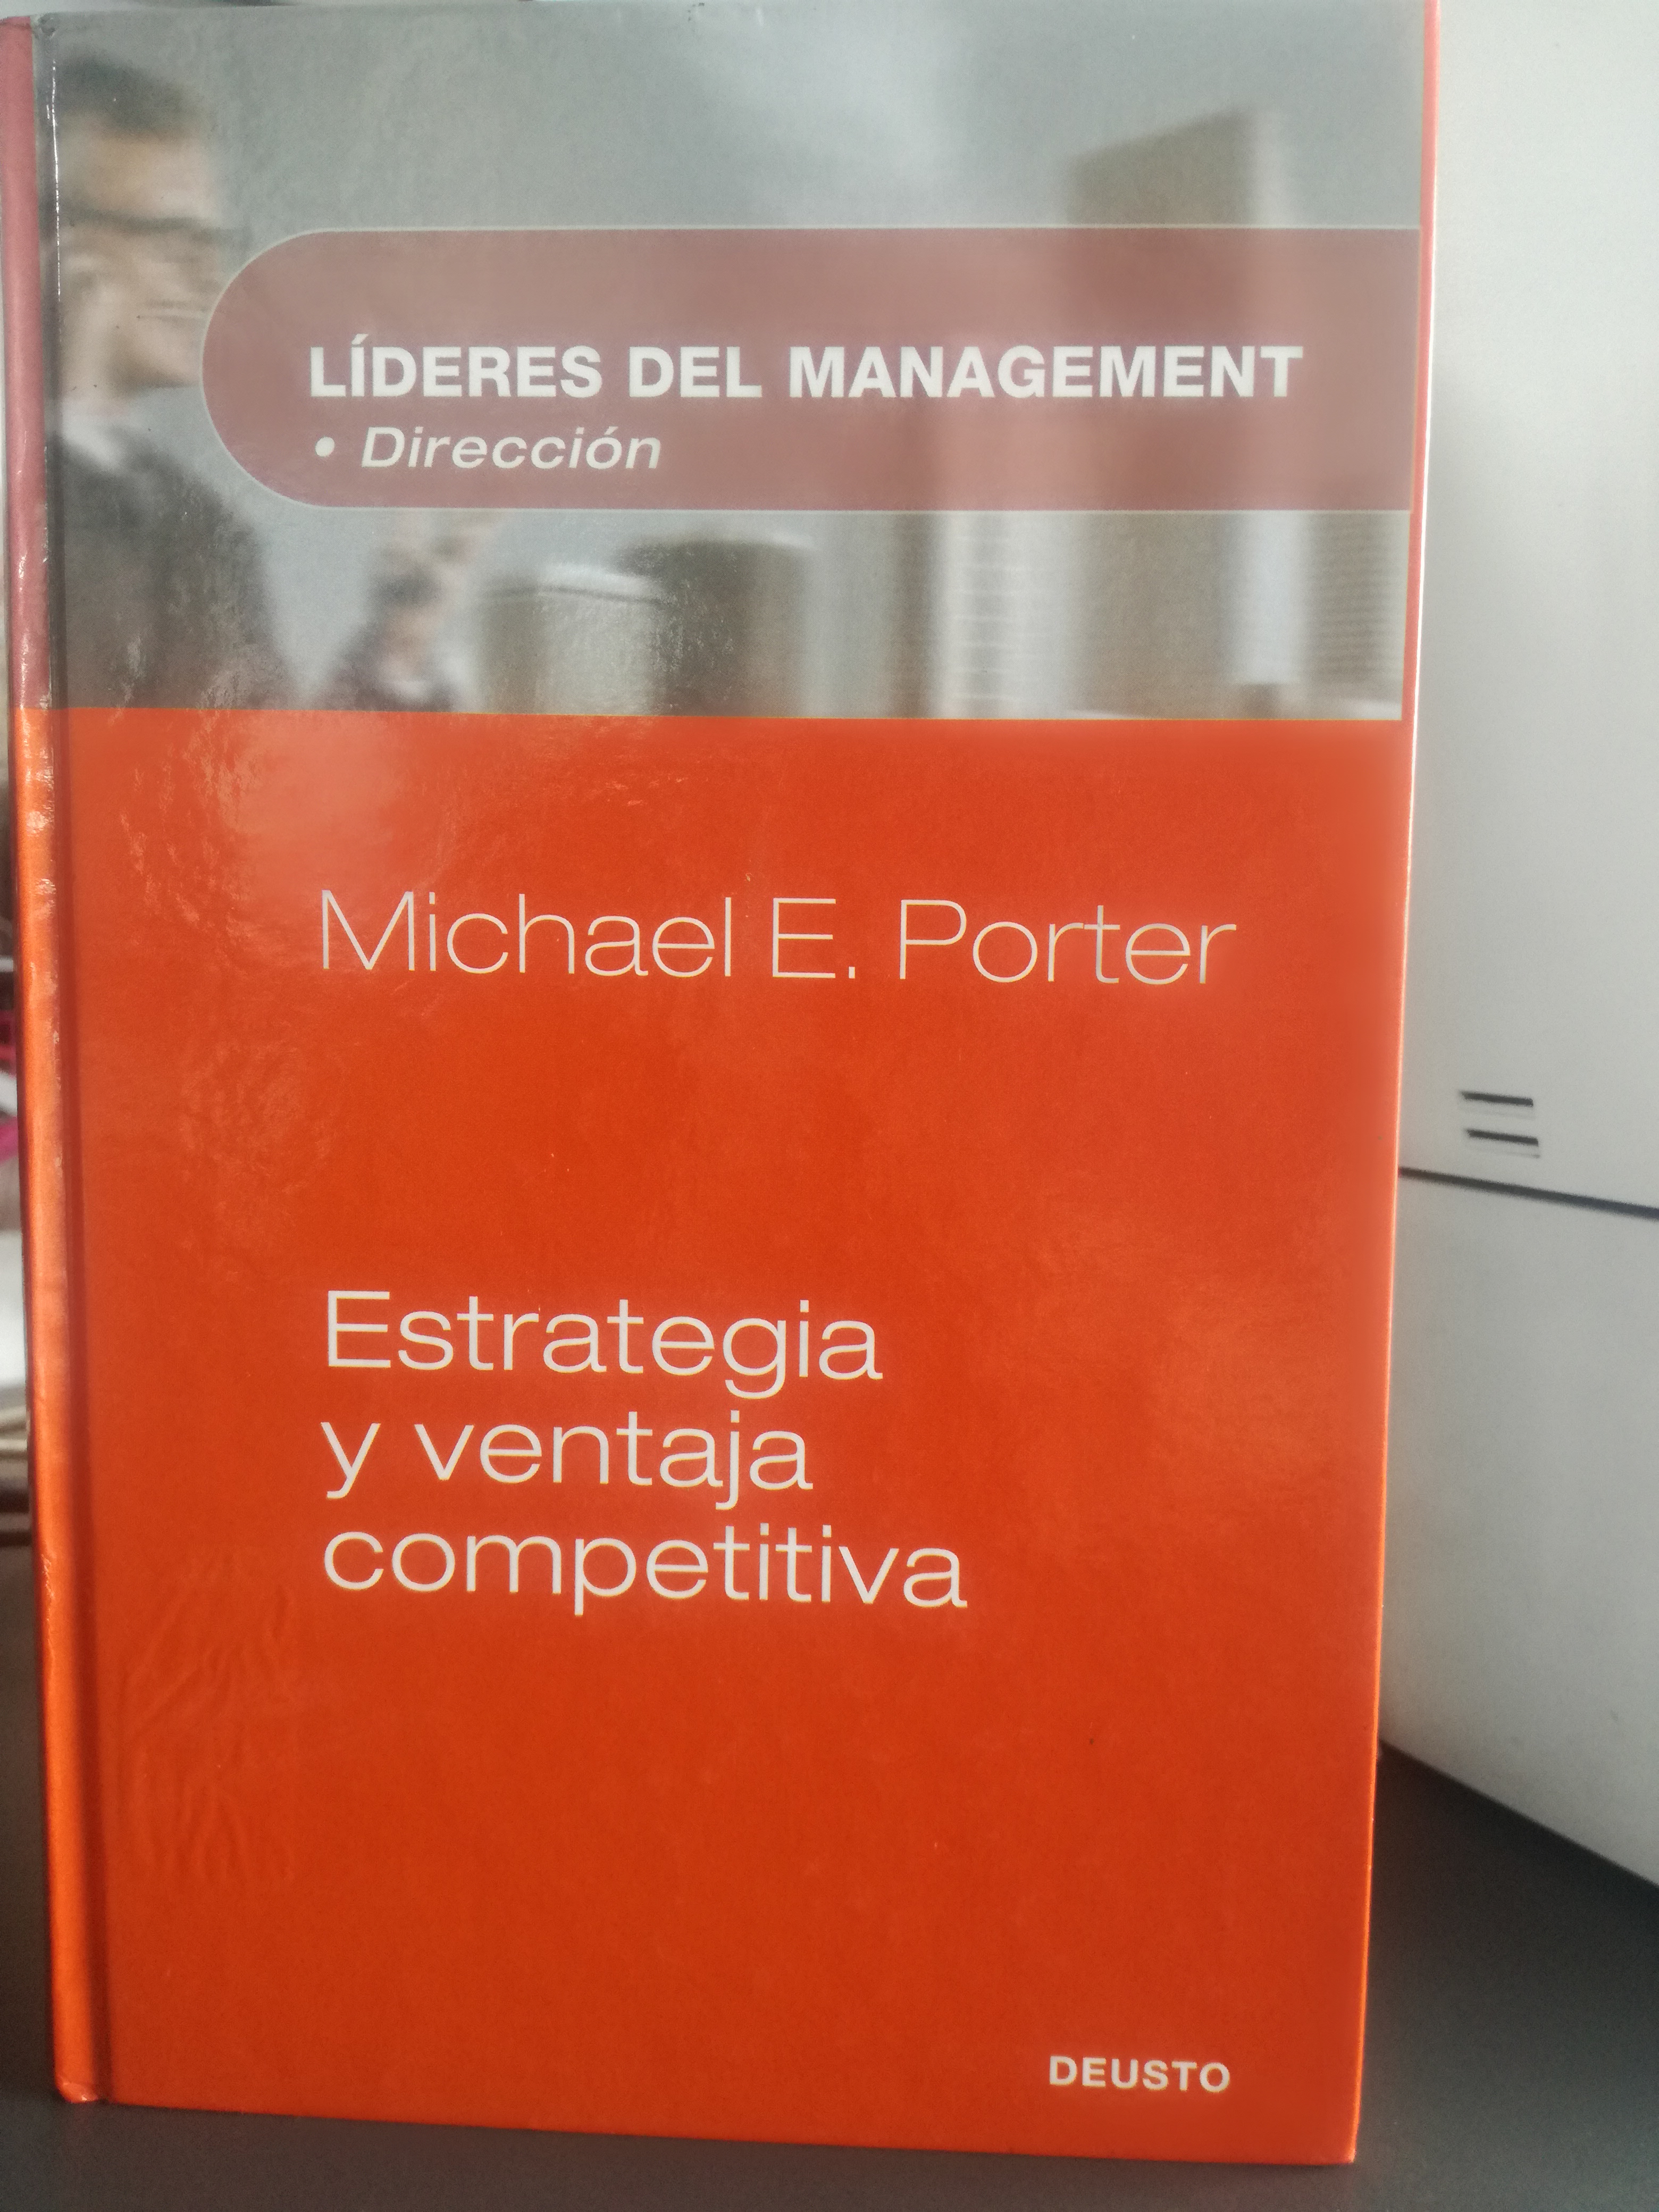 LÍDERES DEL MANAGEMENT
• Dirección
Michael E. Porter
Estrategia
y ventaja
competitiva
DEUSTO